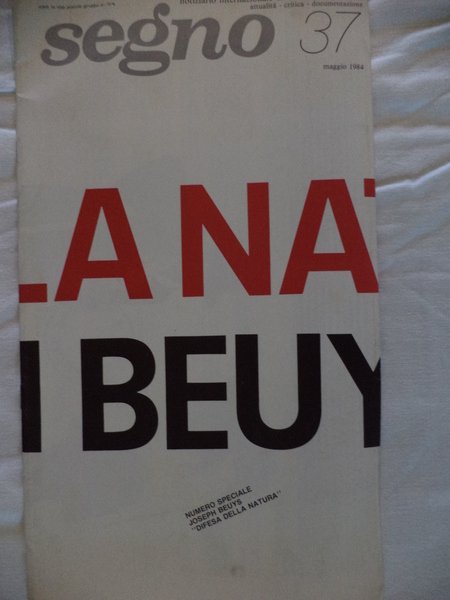 notiziario internazionale
attualità - critica - documentazione
segno 37
maggio 1984
LA NAT
H BEUY
NUMERO SPECIALE
JOSEPH BEUYS
"DIFESA DELLA NATURA"